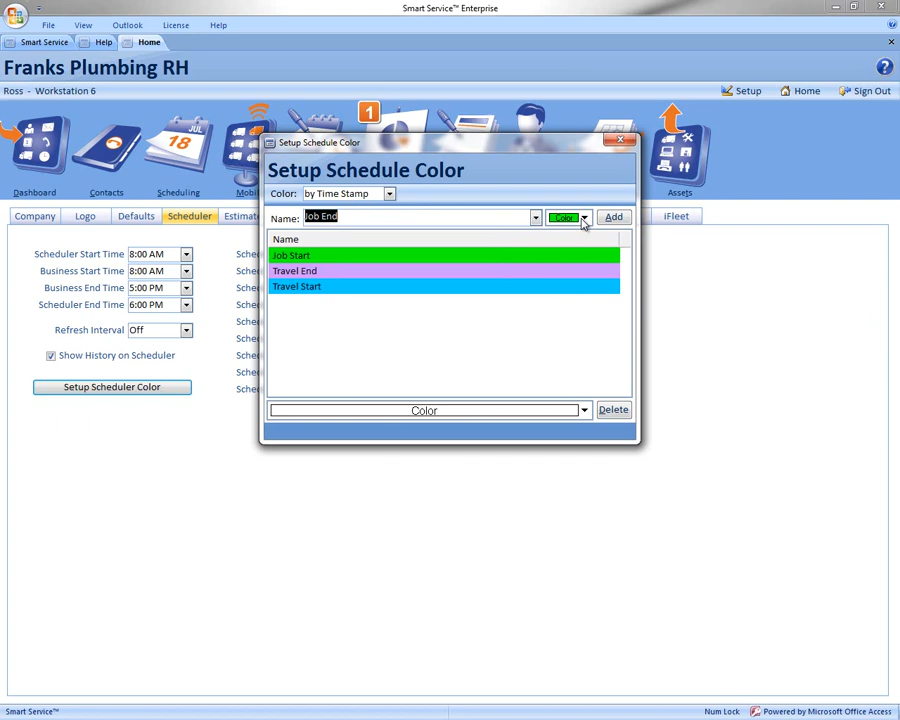 Smart Service™ Enterprise
File View Outlook License Help
Smart Service Help Home
Franks Plumbing RH
Ross - Workstation 6 Setup Home Sign Out
JUL
18
1
Dashboard Contacts Scheduling Assets
Setup Schedule Color
Setup Schedule Color
Color: by Time Stamp
Name: Job End Color Add
Name
Job Start
Travel End
Travel Start
Color Delete
Company Logo Defaults Scheduler iFleet
Scheduler Start Time 8:00 AM
Business Start Time 8:00 AM
Business End Time 5:00 PM
Scheduler End Time 6:00 PM
Refresh Interval Off
Show History on Scheduler
Setup Scheduler Color
Smart Service™ Num Lock Powered by Microsoft Office Access